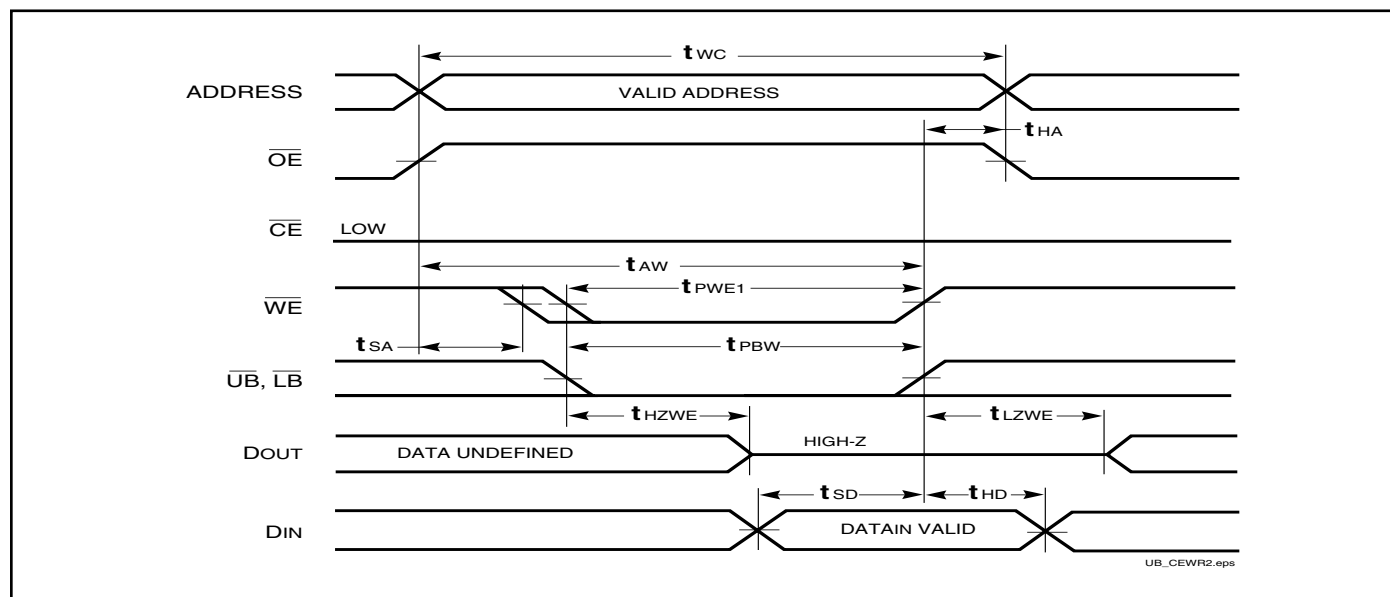 tWC
ADDRESS VALID ADDRESS
tHA
OE
CE LOW
tAW
tPWE1
WE
tSA tPBW
UB, LB
tHZWE tLZWE
DOUT DATA UNDEFINED HIGH-Z
tSD tHD
DIN DATAIN VALID
UB_CEWR2.eps